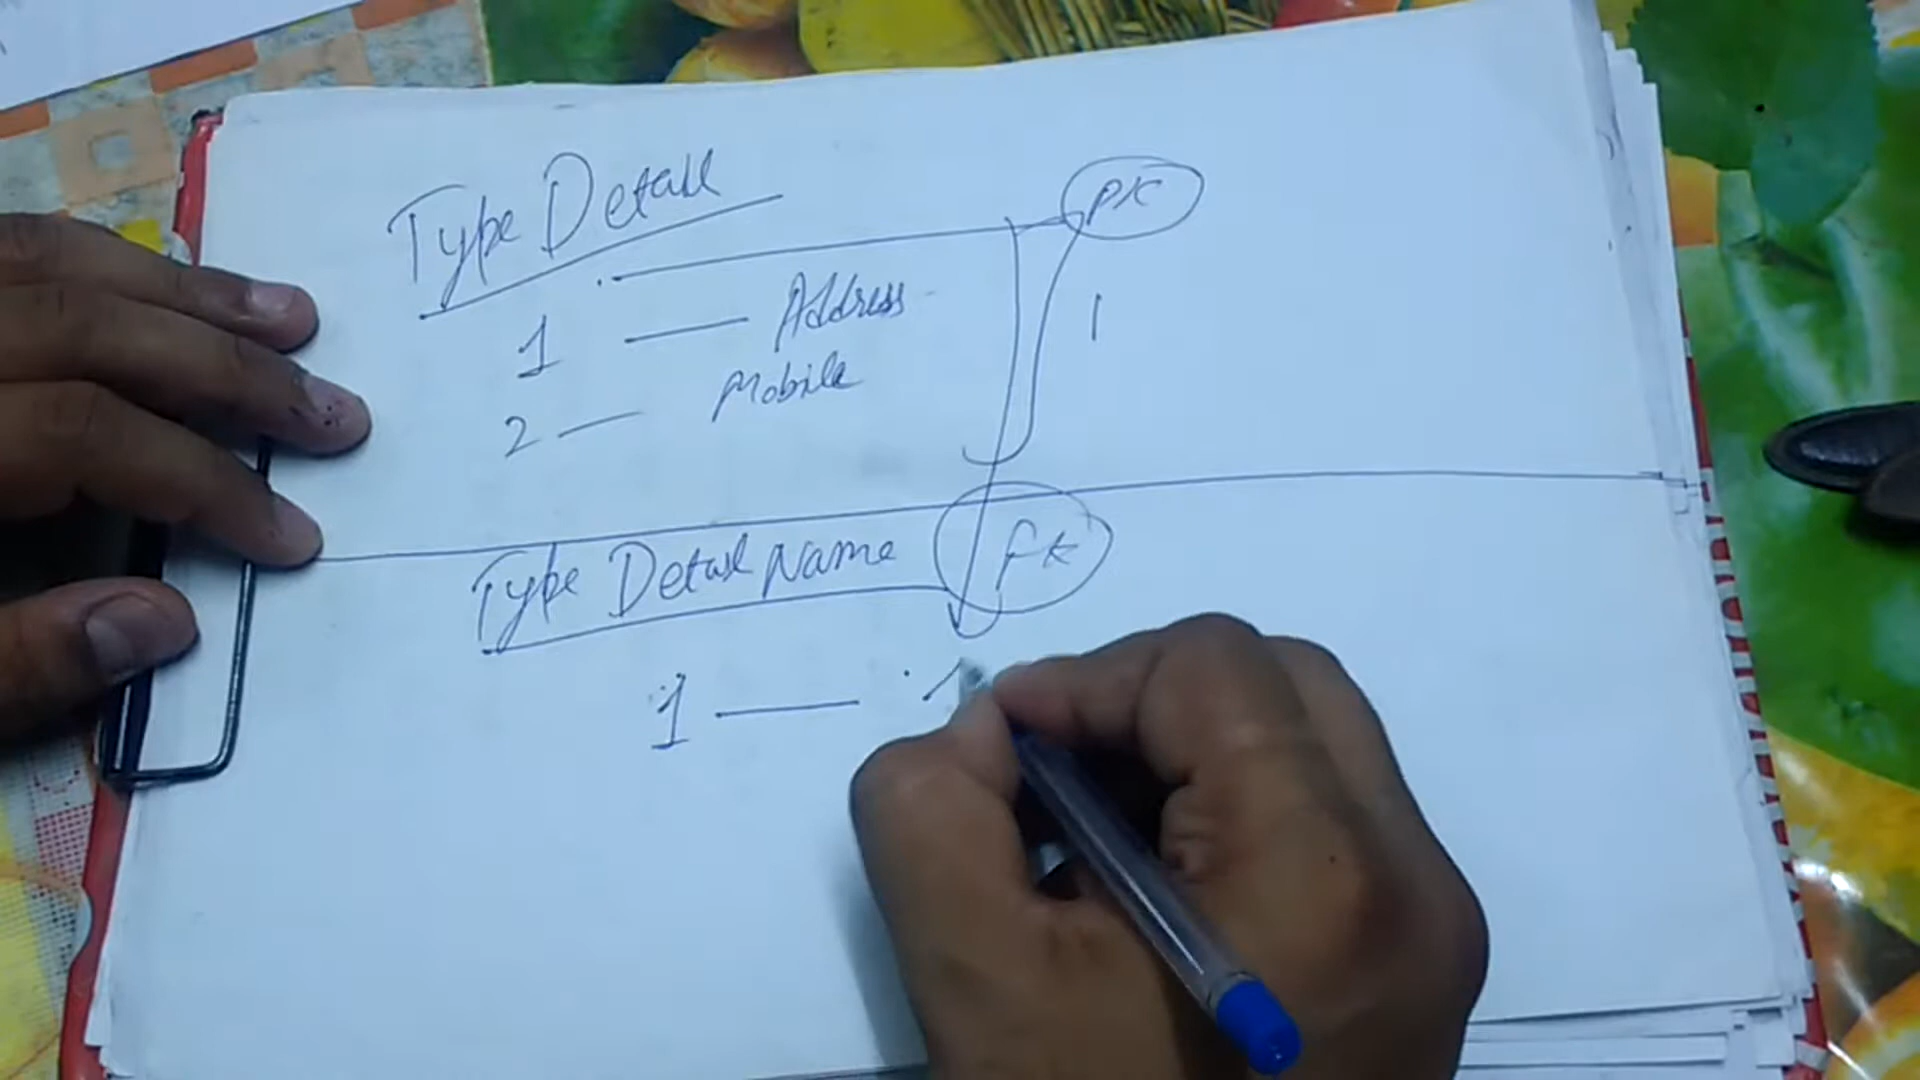 Type Detail
PK
1 — Address
1
2 — Mobile
Type Detail Name
FK
1 — 1